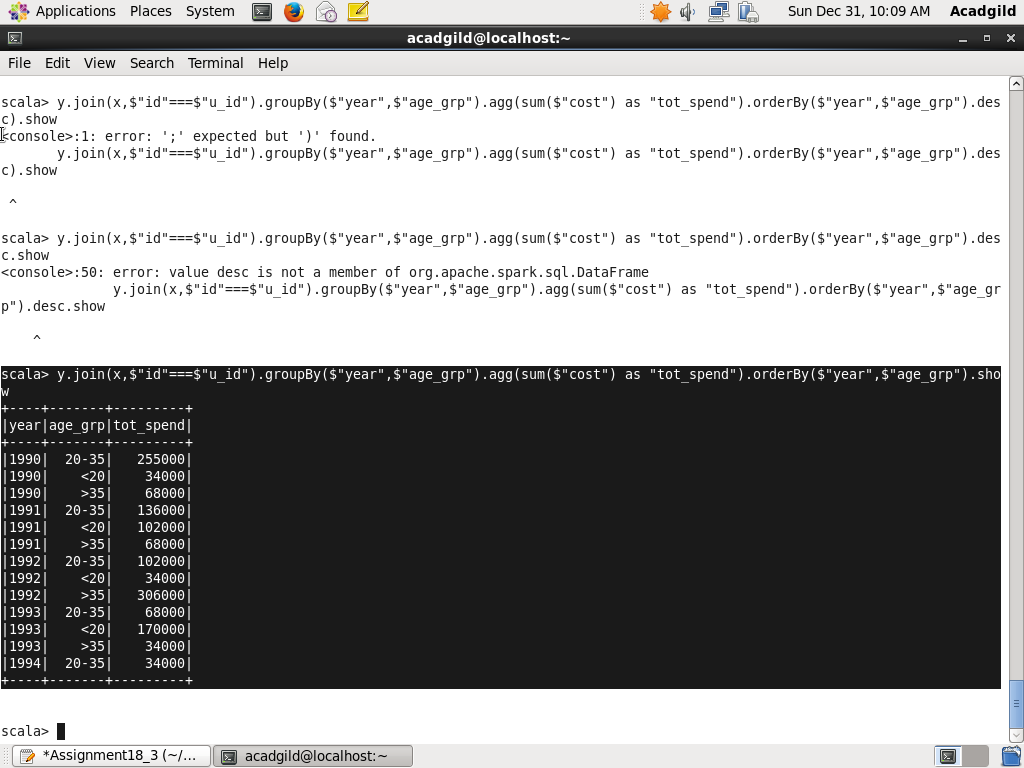 Applications Places System Sun Dec 31, 10:09 AM Acadgild
acadgild@localhost:~
File Edit View Search Terminal Help
scala> y.join(x,$"id"===$"u_id").groupBy($"year",$"age_grp").agg(sum($"cost") as "tot_spend").orderBy($"year",$"age_grp").des
c).show
<console>:1: error: ';' expected but ')' found.
       y.join(x,$"id"===$"u_id").groupBy($"year",$"age_grp").agg(sum($"cost") as "tot_spend").orderBy($"year",$"age_grp").des
c).show
 ^
scala> y.join(x,$"id"===$"u_id").groupBy($"year",$"age_grp").agg(sum($"cost") as "tot_spend").orderBy($"year",$"age_grp").des
c.show
<console>:50: error: value desc is not a member of org.apache.spark.sql.DataFrame
              y.join(x,$"id"===$"u_id").groupBy($"year",$"age_grp").agg(sum($"cost") as "tot_spend").orderBy($"year",$"age_gr
p").desc.show
    ^
scala> y.join(x,$"id"===$"u_id").groupBy($"year",$"age_grp").agg(sum($"cost") as "tot_spend").orderBy($"year",$"age_grp").sho
w
+----+-------+---------+
|year|age_grp|tot_spend|
+----+-------+---------+
|1990|  20-35|   255000|
|1990|    <20|    34000|
|1990|    >35|    68000|
|1991|  20-35|   136000|
|1991|    <20|   102000|
|1991|    >35|    68000|
|1992|  20-35|   102000|
|1992|    <20|    34000|
|1992|    >35|   306000|
|1993|  20-35|    68000|
|1993|    <20|   170000|
|1993|    >35|    34000|
|1994|  20-35|    34000|
+----+-------+---------+
scala>
*Assignment18_3 (~/... acadgild@localhost:~